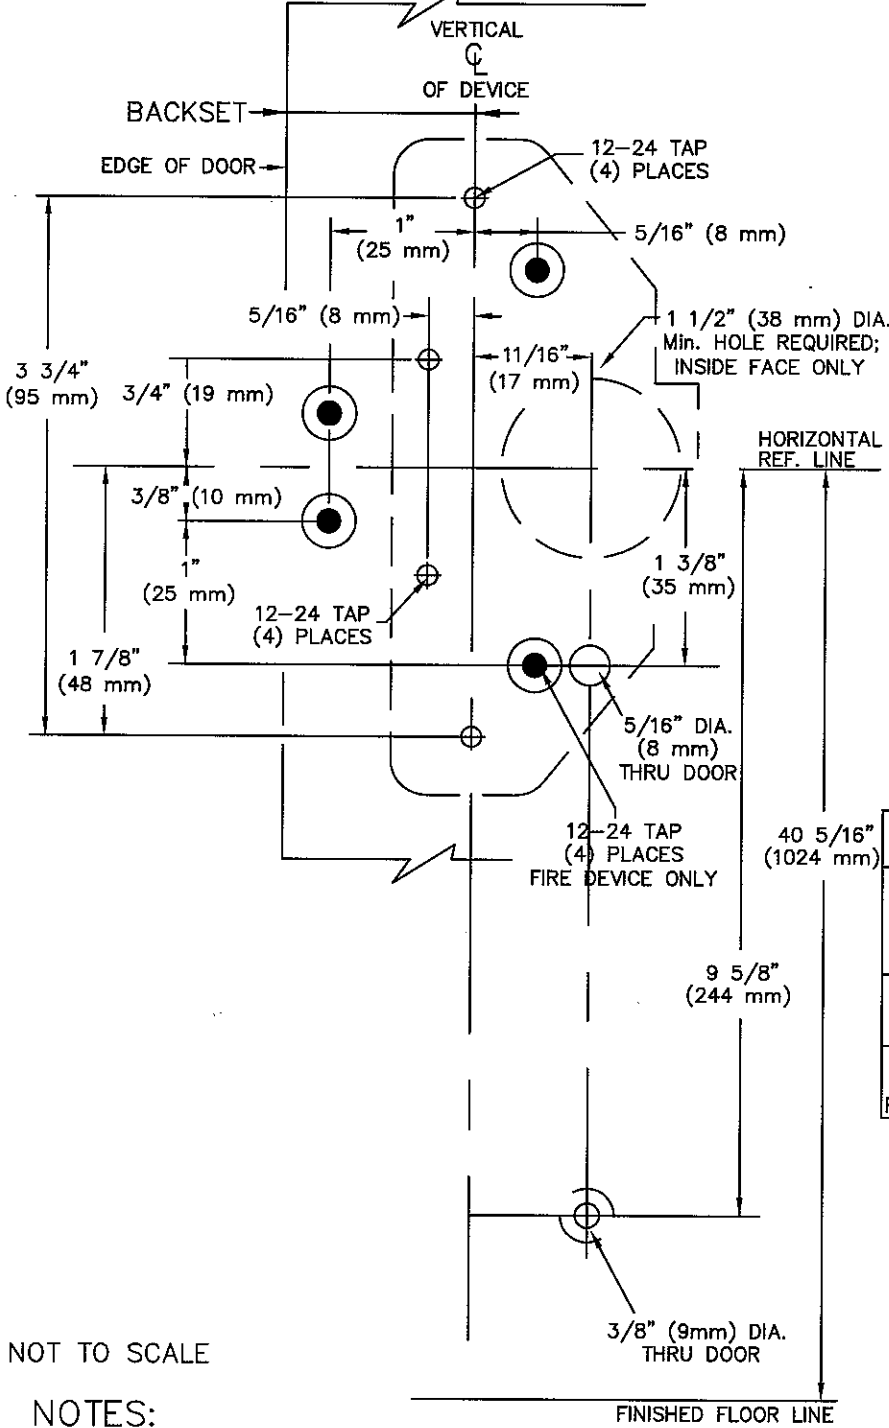 VERTICAL
℄
OF DEVICE
BACKSET
EDGE OF DOOR
12-24 TAP
(4) PLACES
1"
(25 mm)
5/16" (8 mm)
5/16" (8 mm)
1 1/2" (38 mm) DIA.
Min. HOLE REQUIRED;
INSIDE FACE ONLY
11/16"
(17 mm)
3 3/4"
(95 mm)
3/4" (19 mm)
HORIZONTAL
REF. LINE
3/8" (10 mm)
1"
(25 mm)
1 3/8"
(35 mm)
12-24 TAP
(4) PLACES
1 7/8"
(48 mm)
5/16" DIA.
(8 mm)
THRU DOOR
12-24 TAP
(4) PLACES
FIRE DEVICE ONLY
40 5/16"
(1024 mm)
9 5/8"
(244 mm)
3/8" (9mm) DIA.
THRU DOOR
NOT TO SCALE
NOTES:
FINISHED FLOOR LINE